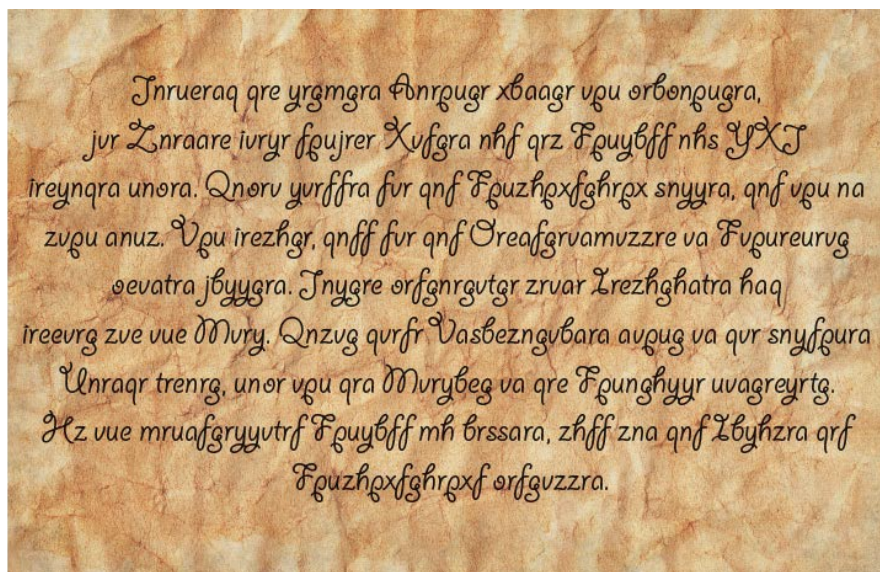 Jnrueraq qre yrgmgra Anrpugr xbaagr vpu orbonpugra,
jvr Znraare ivryr fpujrer Xvfgra nhf qrz Fpuybff nhs YXJ
ireynqra unora. Qnorv yvrffra fvr qnf Fpuzhpxfghrpx snyyra, qnf vpu na
zvpu anuz. Vpu irezhgr, qnff fvr qnf Oreafgrvamvzzre va Fvpureurvg
oevatra jbyygra. Jnygre orfgnrgvtgr zrvar Irezhghatra haq
ireevrg zve vue Mvry. Qnzvg qvrfr Vasbezngvbara avpug va qvr snyfpura
Unraqr trenrg, unor vpu qra Mvrybeg va qre Fpunghyyr uvagreyrtg.
Hz vue mruafgryyvtrf Fpuybff mh brssara, zhff zna qnf Ibyhzra qrf
Fpuzhpxfghrpxf orfgvzzra.